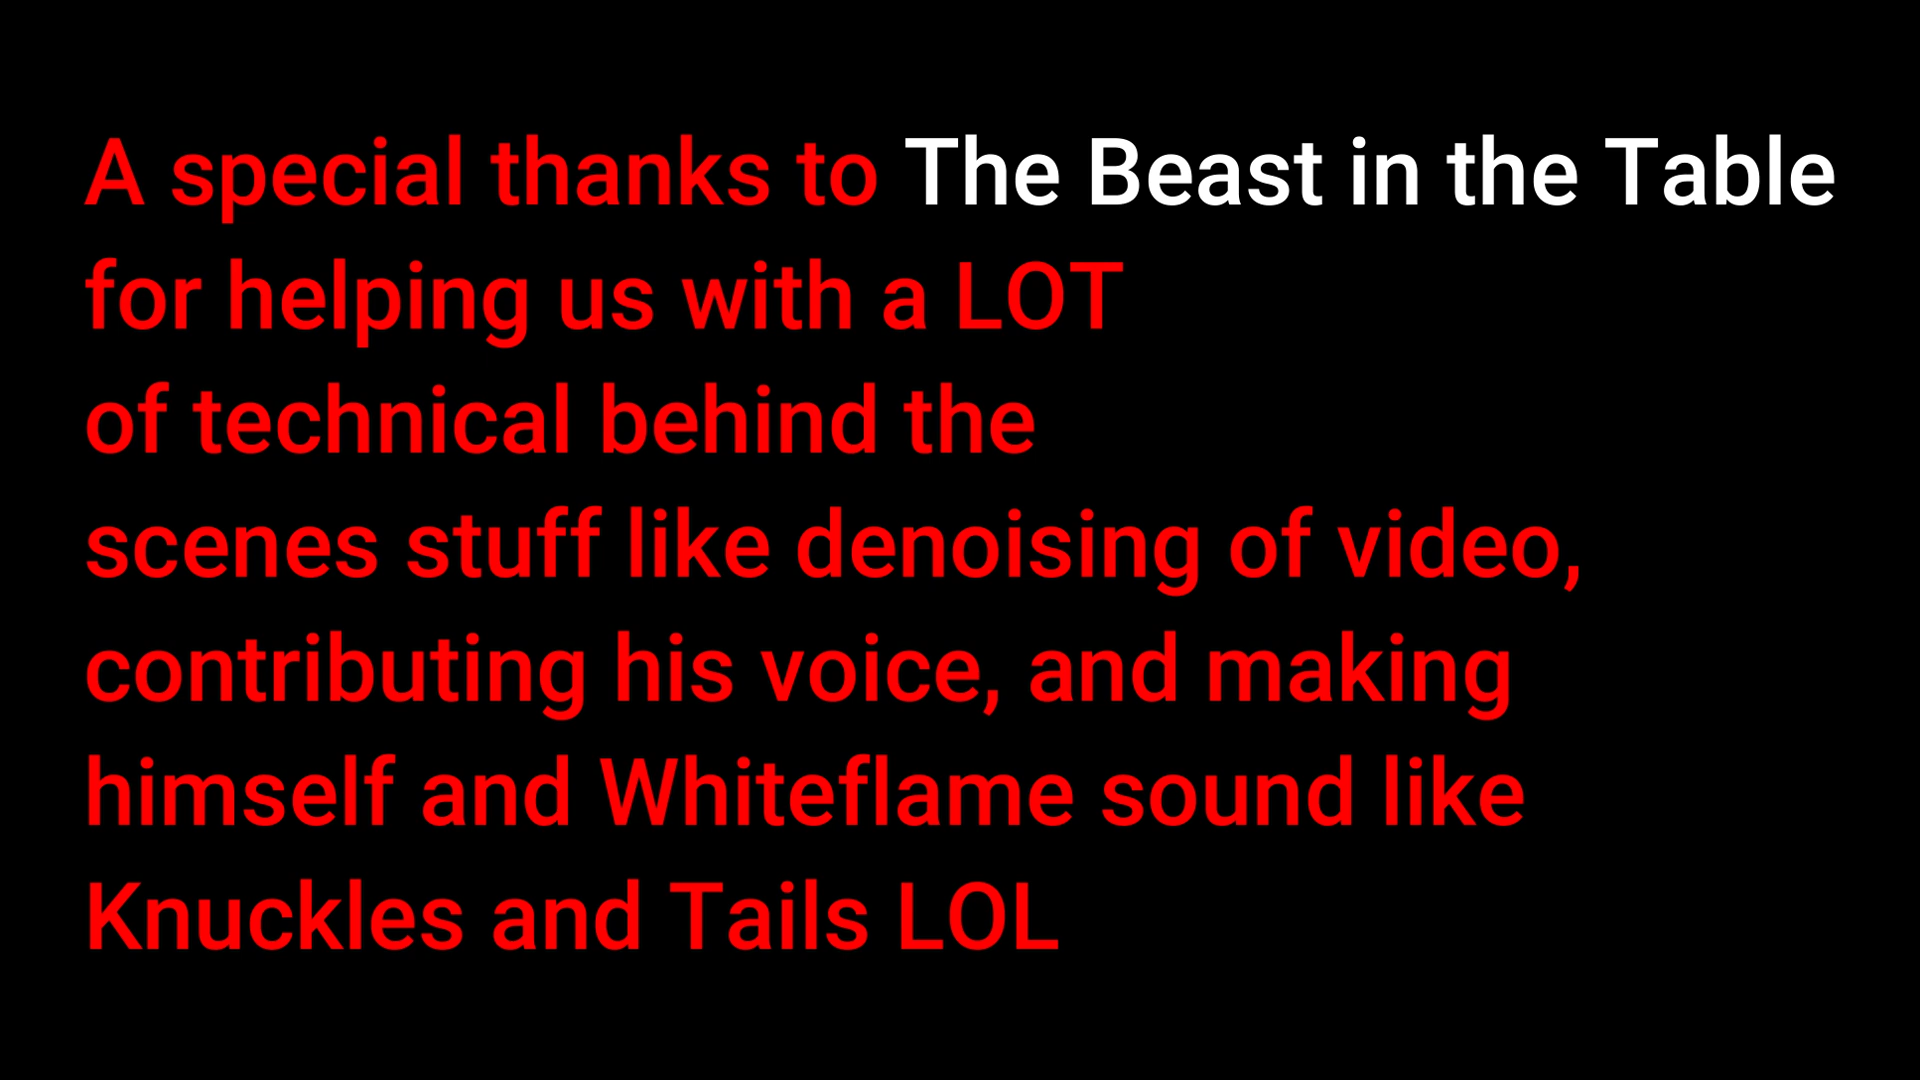 A special thanks to The Beast in the Table
for helping us with a LOT
of technical behind the
scenes stuff like denoising of video,
contributing his voice, and making
himself and Whiteflame sound like
Knuckles and Tails LOL